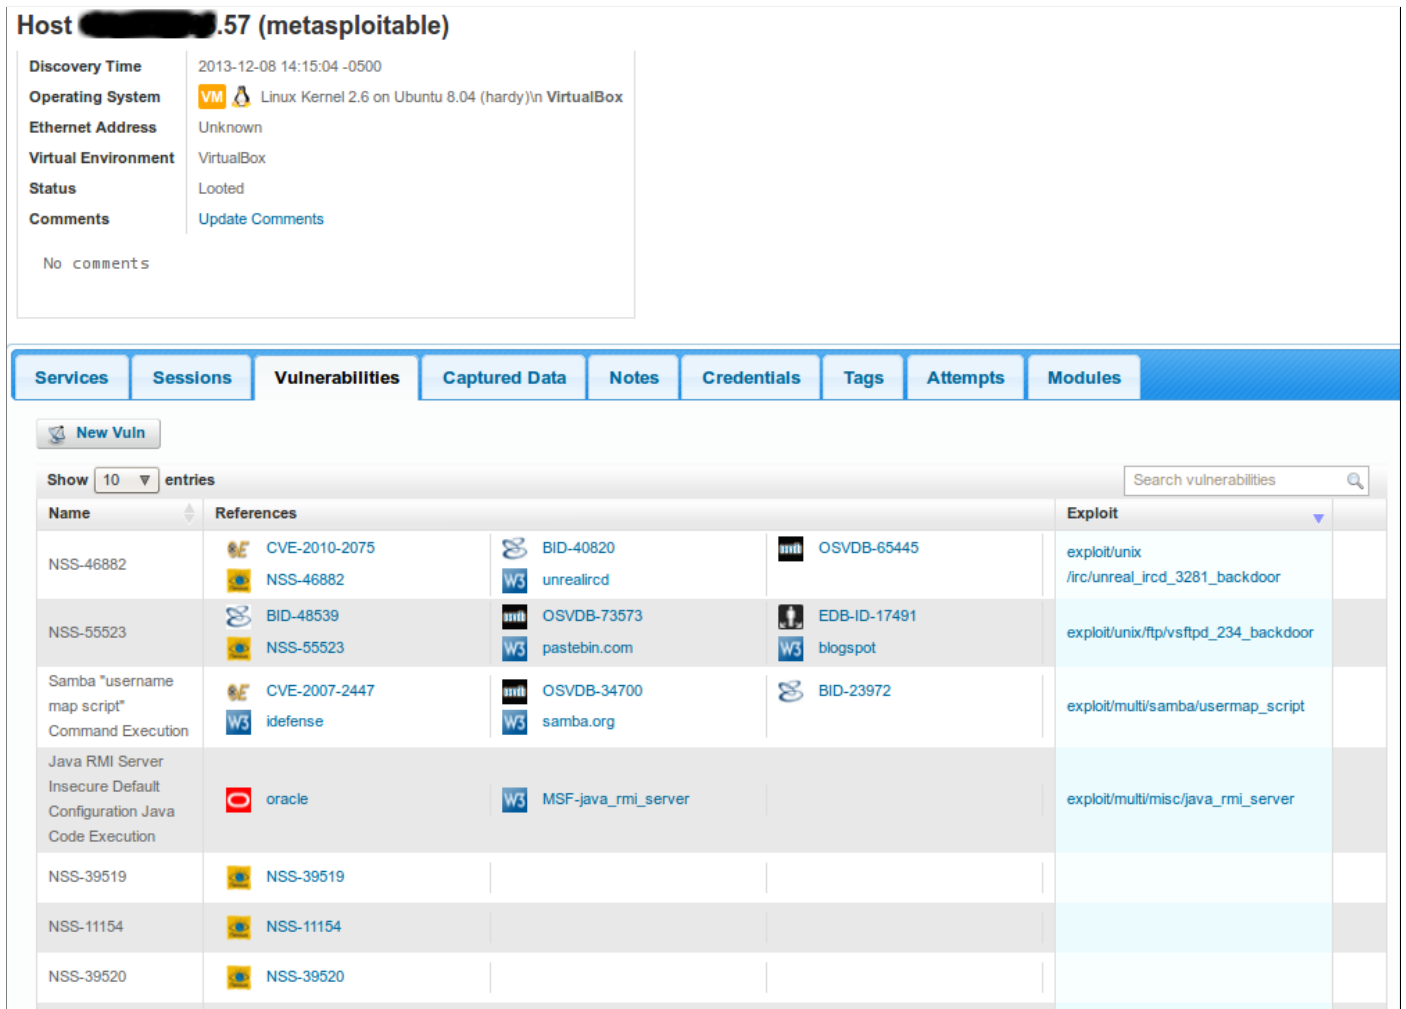 Host .57 (metasploitable)
Discovery Time 2013-12-08 14:15:04 -0500
Operating System VM Linux Kernel 2.6 on Ubuntu 8.04 (hardy)\n VirtualBox
Ethernet Address Unknown
Virtual Environment VirtualBox
Status Looted
Comments Update Comments
No comments
Services Sessions Vulnerabilities Captured Data Notes Credentials Tags Attempts Modules
New Vuln
Show 10 entries Search vulnerabilities
Name References Exploit
NSS-46882
CVE-2010-2075 BID-40820 OSVDB-65445
NSS-46882 W3 unrealircd
exploit/unix
/irc/unreal_ircd_3281_backdoor
NSS-55523
BID-48539 OSVDB-73573 EDB-ID-17491
NSS-55523 W3 pastebin.com W3 blogspot
exploit/unix/ftp/vsftpd_234_backdoor
Samba "username
map script"
Command Execution
CVE-2007-2447 OSVDB-34700 BID-23972
W3 idefense W3 samba.org
exploit/multi/samba/usermap_script
Java RMI Server
Insecure Default
Configuration Java
Code Execution
oracle W3 MSF-java_rmi_server
exploit/multi/misc/java_rmi_server
NSS-39519 NSS-39519
NSS-11154 NSS-11154
NSS-39520 NSS-39520